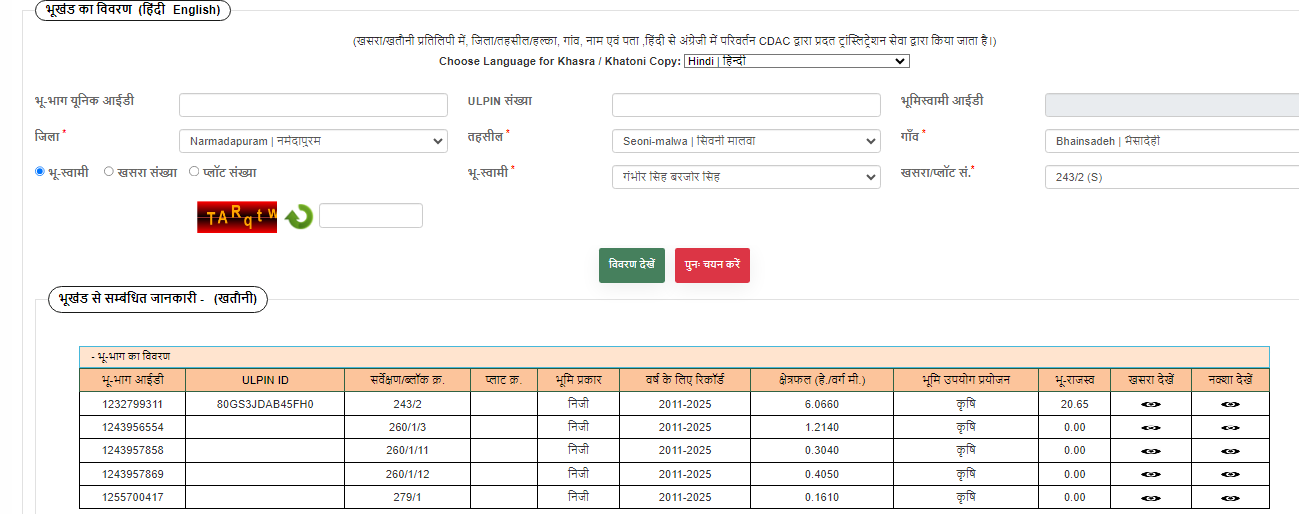 भूखंड का विवरण (हिंदी English)
(खसरा/खतौनी प्रतिलिपी में, जिला/तहसील/हल्का, गांव, नाम एवं पता ,हिंदी से अंग्रेजी में परिवर्तन CDAC द्वारा प्रदत ट्रांस्लिट्रेशन सेवा द्वारा किया जाता है।)
Choose Language for Khasra / Khatoni Copy: Hindi | हिन्दी
भू-भाग यूनिक आईडी ULPIN संख्या भूमिस्वामी आईडी
जिला * Narmadapuram | नर्मदापुरम तहसील * Seoni-malwa | सिवनी मालवा गाँव * Bhainsadeh | भैसादेही
भू-स्वामी खसरा संख्या प्लॉट संख्या भू-स्वामी * गंभीर सिंह बरजोर सिंह खसरा/प्लॉट सं.* 243/2 (S)
TARqtw
विवरण देखें पुनः चयन करें
भूखंड से सम्बंधित जानकारी - (खतौनी)
- भू-भाग का विवरण
भू-भाग आईडी ULPIN ID सर्वेक्षण/ब्लॉक क्र. प्लाट क्र. भूमि प्रकार वर्ष के लिए रिकॉर्ड क्षेत्रफल (हे./वर्ग मी.) भूमि उपयोग प्रयोजन भू-राजस्व खसरा देखें नक्शा देखें
1232799311 80GS3JDAB45FH0 243/2 निजी 2011-2025 6.0660 कृषि 20.65
1243956554 260/1/3 निजी 2011-2025 1.2140 कृषि 0.00
1243957858 260/1/11 निजी 2011-2025 0.3040 कृषि 0.00
1243957869 260/1/12 निजी 2011-2025 0.4050 कृषि 0.00
1255700417 279/1 निजी 2011-2025 0.1610 कृषि 0.00